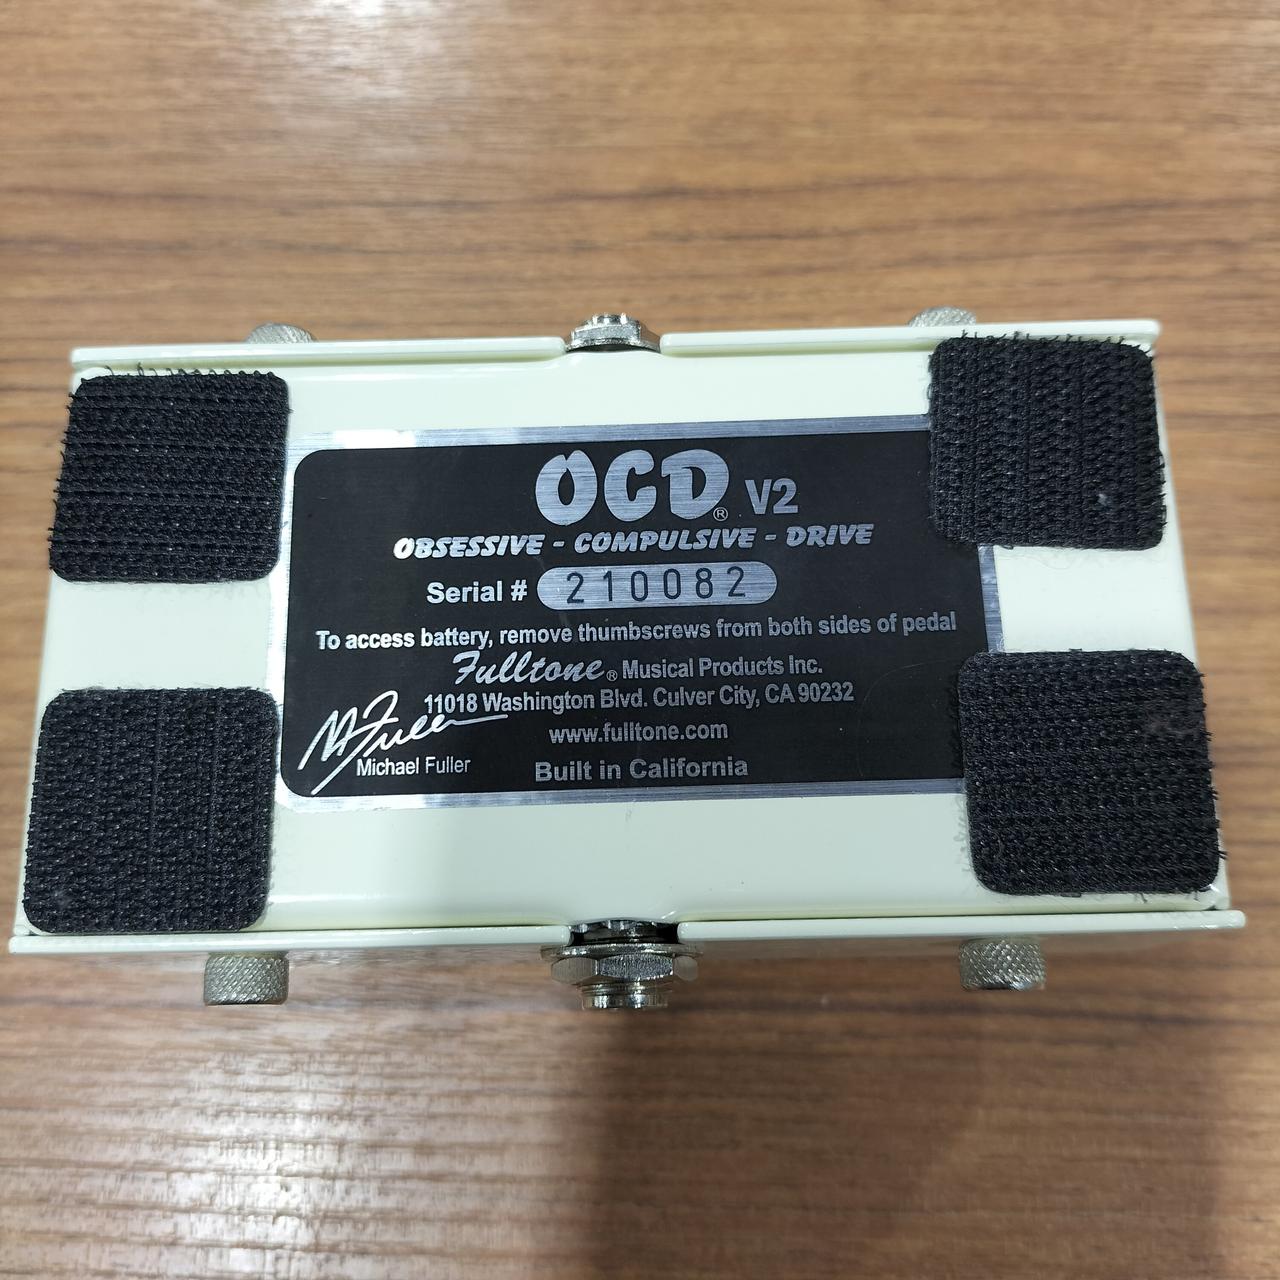 OCD® V2
OBSESSIVE - COMPULSIVE - DRIVE
Serial # 210082
To access battery, remove thumbscrews from both sides of pedal
Fulltone® Musical Products Inc.
11018 Washington Blvd. Culver City, CA 90232
www.fulltone.com
M Fuller
Michael Fuller
Built in California